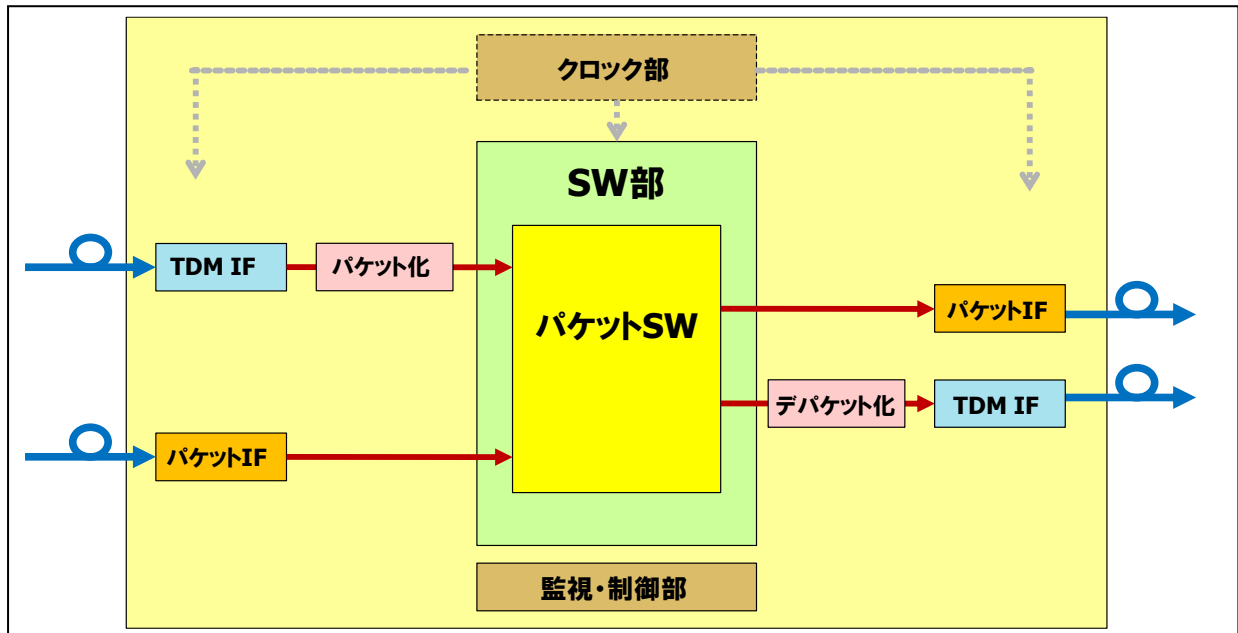 クロック部
SW部
TDM IF
パケット化
パケットSW
パケットIF
デパケット化
TDM IF
パケットIF
監視・制御部